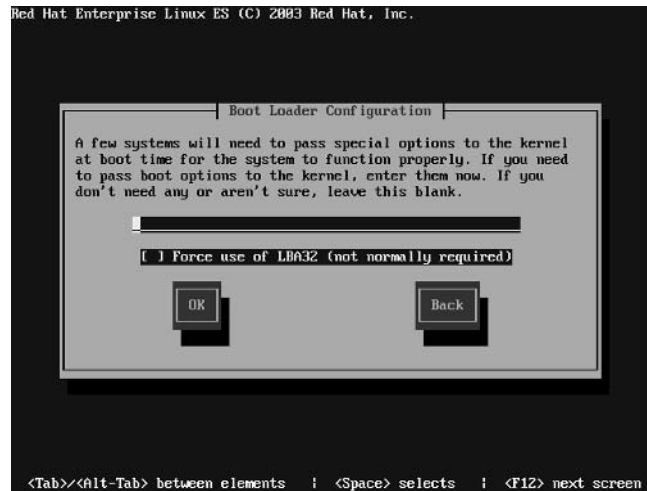 Red Hat Enterprise Linux ES (C) 2003 Red Hat, Inc.
Boot Loader Configuration
A few systems will need to pass special options to the kernel
at boot time for the system to function properly. If you need
to pass boot options to the kernel, enter them now. If you
don't need any or aren't sure, leave this blank.
[ ] Force use of LBA32 (not normally required)
OK Back
<Tab>/<Alt-Tab> between elements | <Space> selects | <F12> next screen